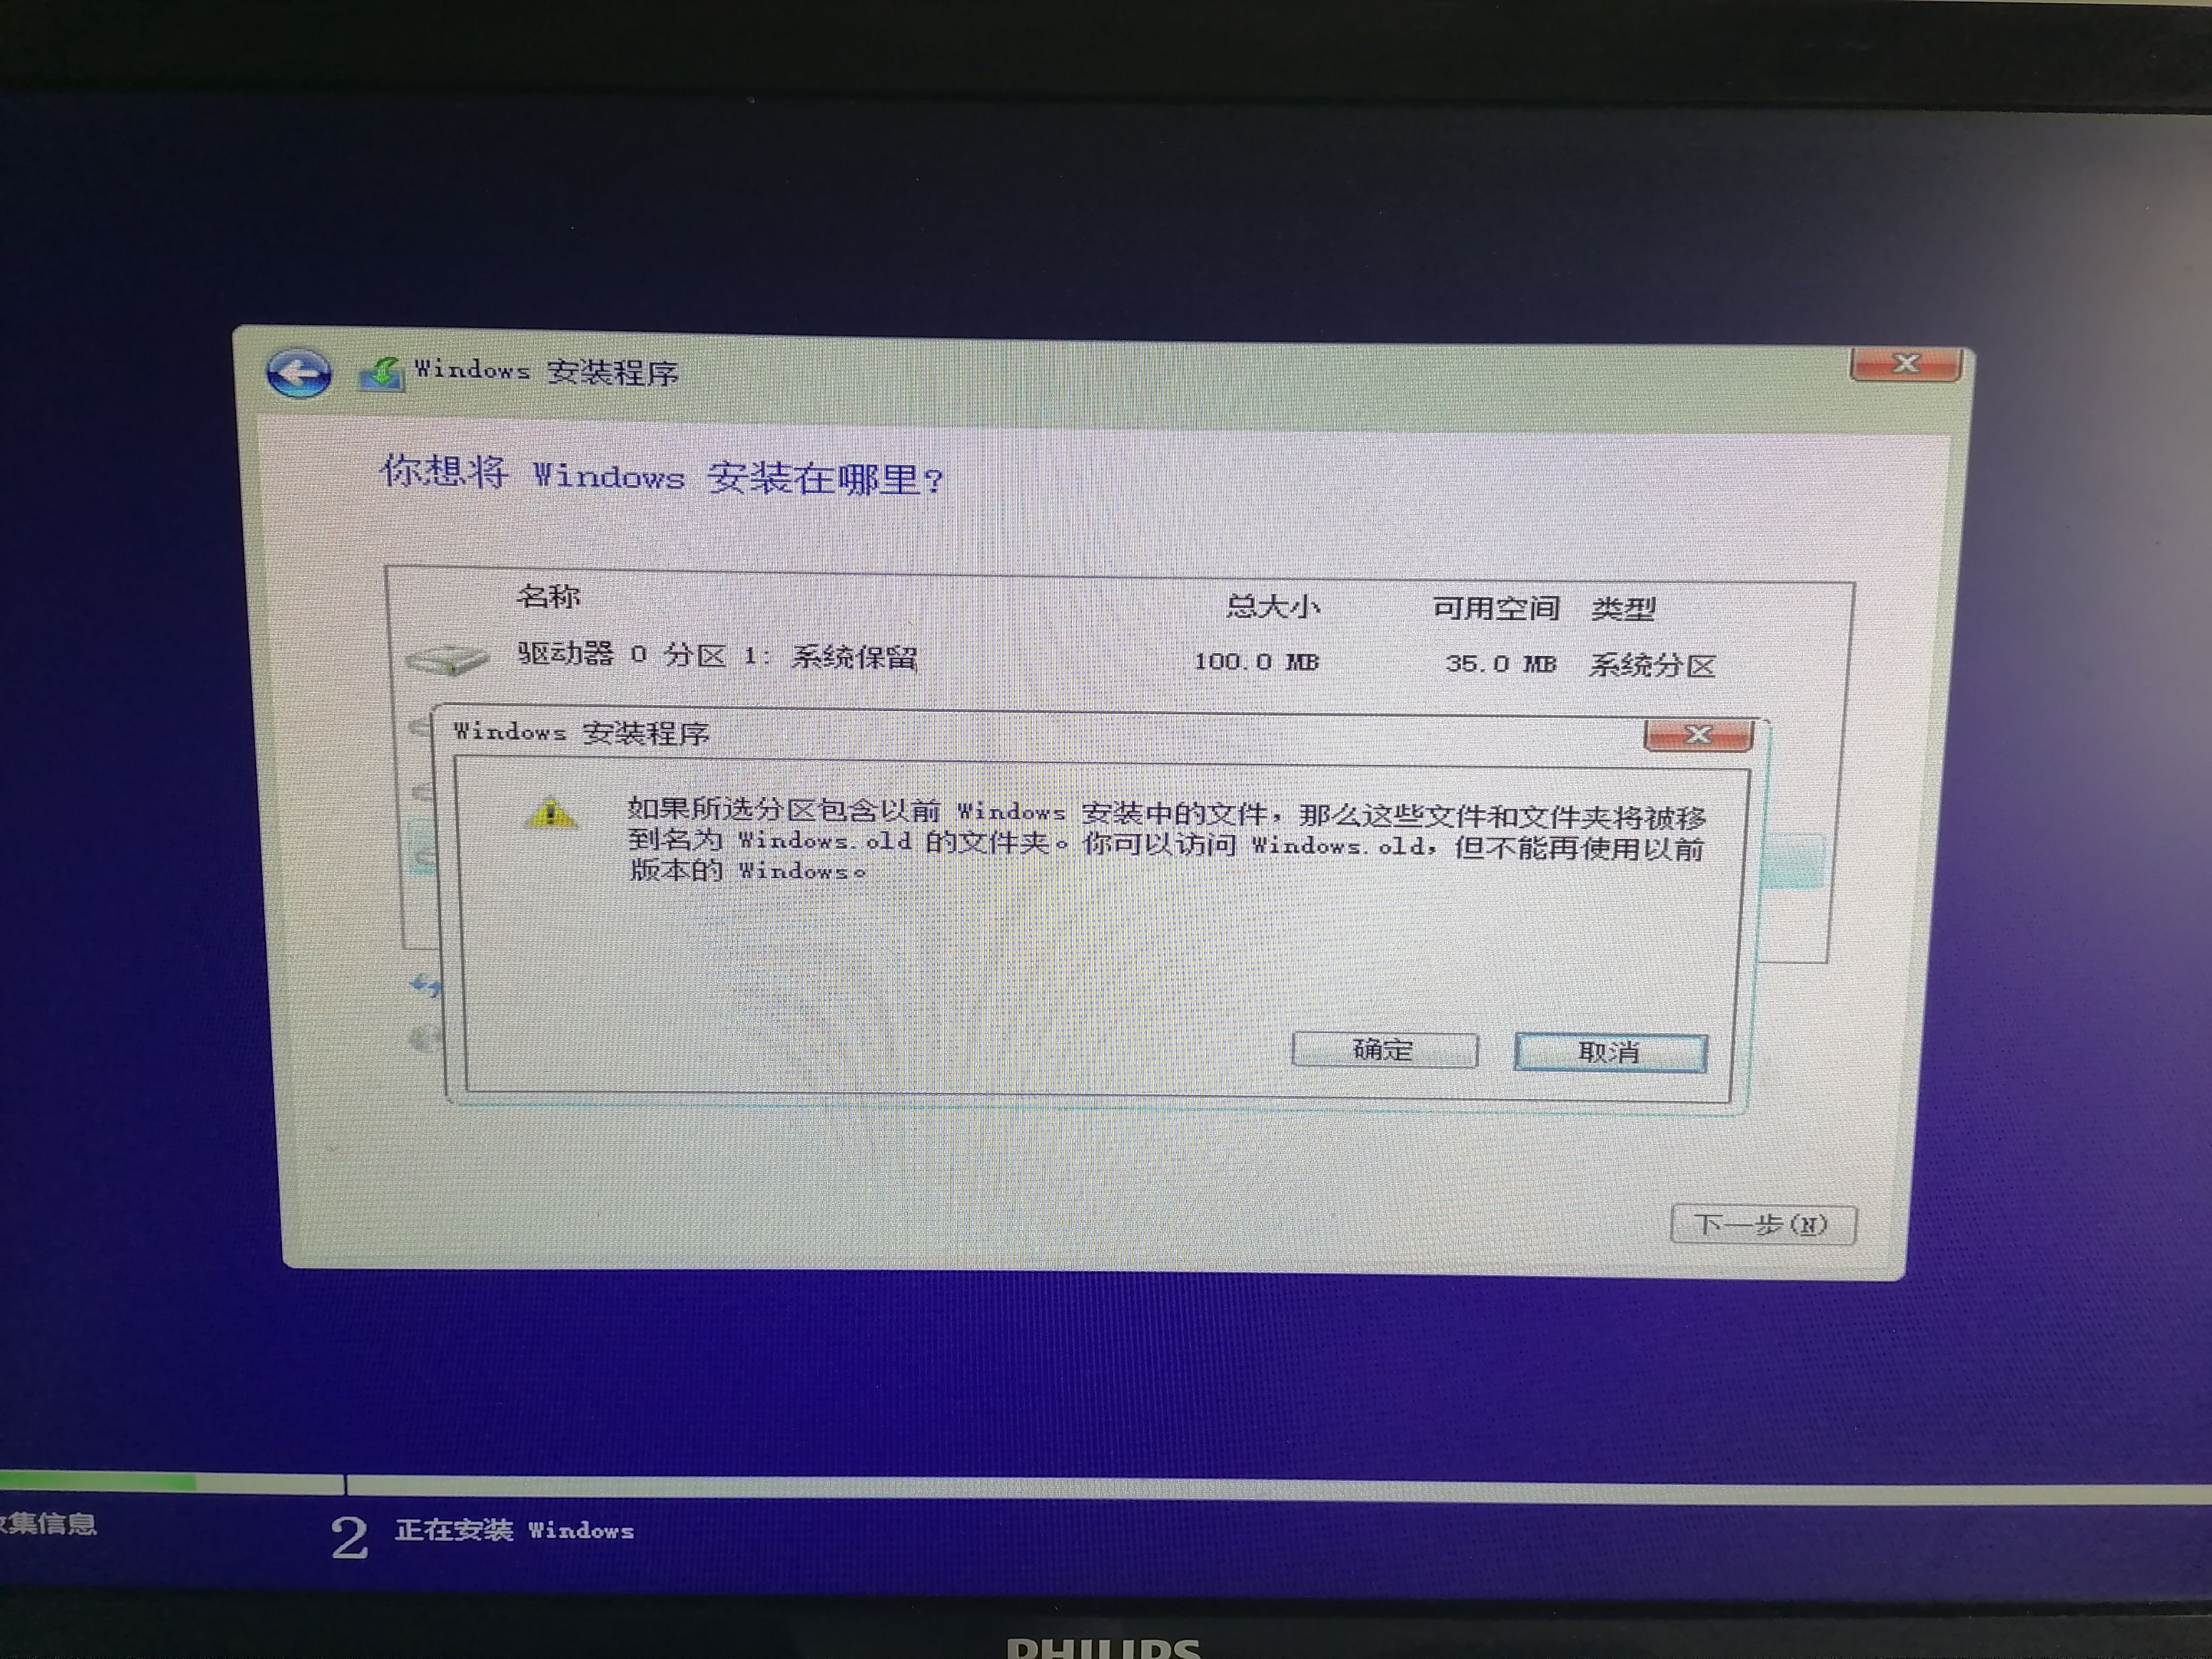 Windows 安装程序
你想将 Windows 安装在哪里?
名称 总大小 可用空间 类型
驱动器 0 分区 1: 系统保留 100.0 MB 35.0 MB 系统分区
Windows 安装程序
如果所选分区包含以前 Windows 安装中的文件，那么这些文件和文件夹将被移
到名为 Windows.old 的文件夹。你可以访问 Windows.old，但不能再使用以前
版本的 Windows。
确定 取消
下一步(N)
集信息
2 正在安装 Windows
PHILIPS